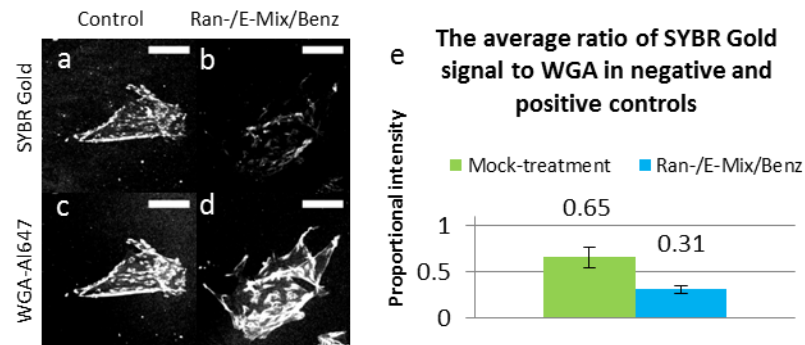 Control Ran-/E-Mix/Benz
SYBR Gold
WGA-Al647
a
b
c
d
e
The average ratio of SYBR Gold
signal to WGA in negative and
positive controls
Mock-treatment Ran-/E-Mix/Benz
Proportional intensity
1
0.5
0
0.65
0.31